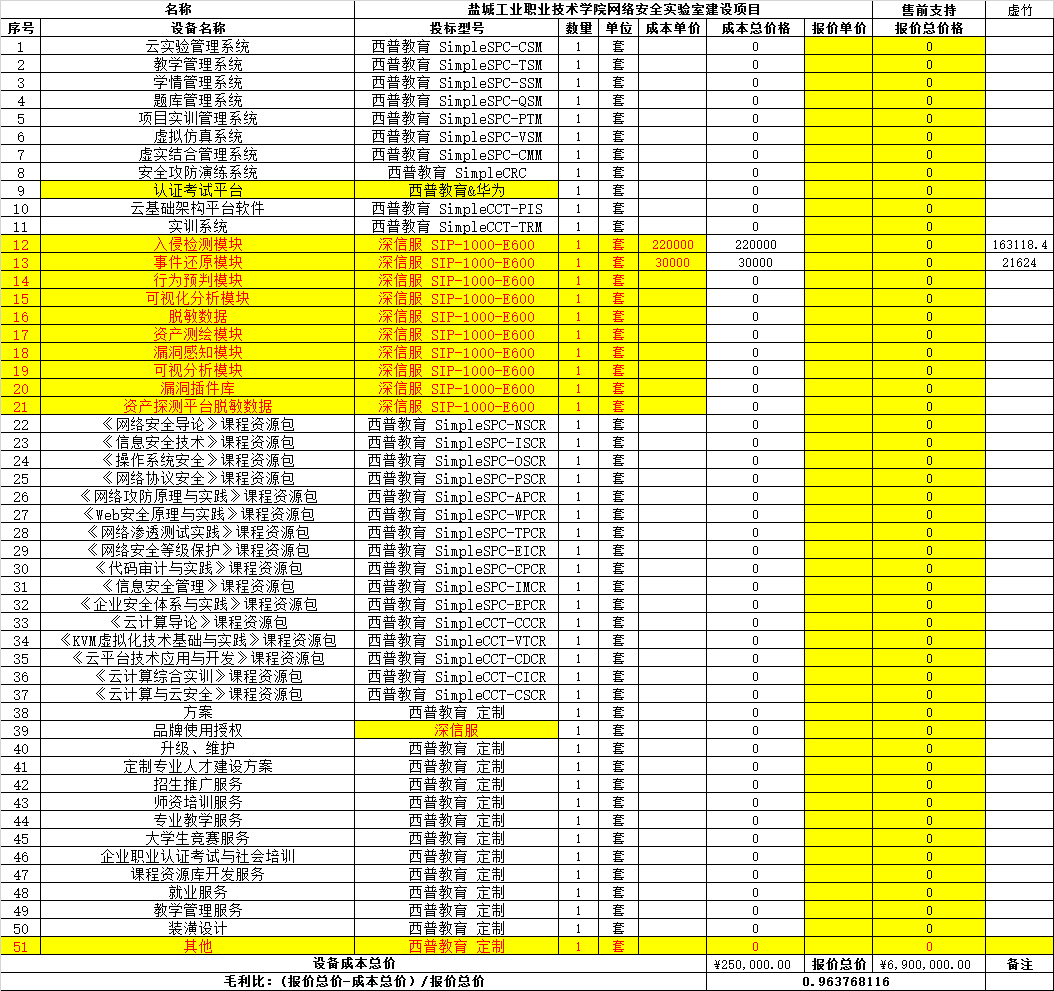 名称 盐城工业职业技术学院网络安全实验室建设项目 售前支持 虚竹
序号 设备名称 投标型号 数量 单位 成本单价 成本总价格 报价单价 报价总价格
1 云实验管理系统 西普教育 SimpleSPC-CSM 1 套 0 0
2 教学管理系统 西普教育 SimpleSPC-TSM 1 套 0 0
3 学情管理系统 西普教育 SimpleSPC-SSM 1 套 0 0
4 题库管理系统 西普教育 SimpleSPC-QSM 1 套 0 0
5 项目实训管理系统 西普教育 SimpleSPC-PTM 1 套 0 0
6 虚拟仿真系统 西普教育 SimpleSPC-VSM 1 套 0 0
7 虚实结合管理系统 西普教育 SimpleSPC-CMM 1 套 0 0
8 安全攻防演练系统 西普教育 SimpleCRC 1 套 0 0
9 认证考试平台 西普教育&华为 1 套 0 0
10 云基础架构平台软件 西普教育 SimpleCCT-PIS 1 套 0 0
11 实训系统 西普教育 SimpleCCT-TRM 1 套 0 0
12 入侵检测模块 深信服 SIP-1000-E600 1 套 220000 220000 0 163118.4
13 事件还原模块 深信服 SIP-1000-E600 1 套 30000 30000 0 21624
14 行为预判模块 深信服 SIP-1000-E600 1 套 0 0
15 可视化分析模块 深信服 SIP-1000-E600 1 套 0 0
16 脱敏数据 深信服 SIP-1000-E600 1 套 0 0
17 资产测绘模块 深信服 SIP-1000-E600 1 套 0 0
18 漏洞感知模块 深信服 SIP-1000-E600 1 套 0 0
19 可视分析模块 深信服 SIP-1000-E600 1 套 0 0
20 漏洞插件库 深信服 SIP-1000-E600 1 套 0 0
21 资产探测平台脱敏数据 深信服 SIP-1000-E600 1 套 0 0
22 《网络安全导论》课程资源包 西普教育 SimpleSPC-NSCR 1 套 0 0
23 《信息安全技术》课程资源包 西普教育 SimpleSPC-ISCR 1 套 0 0
24 《操作系统安全》课程资源包 西普教育 SimpleSPC-OSCR 1 套 0 0
25 《网络协议安全》课程资源包 西普教育 SimpleSPC-PSCR 1 套 0 0
26 《网络攻防原理与实践》课程资源包 西普教育 SimpleSPC-APCR 1 套 0 0
27 《Web安全原理与实践》课程资源包 西普教育 SimpleSPC-WPCR 1 套 0 0
28 《网络渗透测试实践》课程资源包 西普教育 SimpleSPC-TPCR 1 套 0 0
29 《网络安全等级保护》课程资源包 西普教育 SimpleSPC-EICR 1 套 0 0
30 《代码审计与实践》课程资源包 西普教育 SimpleSPC-CPCR 1 套 0 0
31 《信息安全管理》课程资源包 西普教育 SimpleSPC-IMCR 1 套 0 0
32 《企业安全体系与实践》课程资源包 西普教育 SimpleSPC-EPCR 1 套 0 0
33 《云计算导论》课程资源包 西普教育 SimpleCCT-CCCR 1 套 0 0
34 《KVM虚拟化技术基础与实践》课程资源包 西普教育 SimpleCCT-VTCR 1 套 0 0
35 《云平台技术应用与开发》课程资源包 西普教育 SimpleCCT-CDCR 1 套 0 0
36 《云计算综合实训》课程资源包 西普教育 SimpleCCT-CICR 1 套 0 0
37 《云计算与云安全》课程资源包 西普教育 SimpleCCT-CSCR 1 套 0 0
38 方案 西普教育 定制 1 套 0 0
39 品牌使用授权 深信服 1 套 0 0
40 升级、维护 西普教育 定制 1 套 0 0
41 定制专业人才建设方案 西普教育 定制 1 套 0 0
42 招生推广服务 西普教育 定制 1 套 0 0
43 师资培训服务 西普教育 定制 1 套 0 0
44 专业教学服务 西普教育 定制 1 套 0 0
45 大学生竞赛服务 西普教育 定制 1 套 0 0
46 企业职业认证考试与社会培训 西普教育 定制 1 套 0 0
47 课程资源库开发服务 西普教育 定制 1 套 0 0
48 就业服务 西普教育 定制 1 套 0 0
49 教学管理服务 西普教育 定制 1 套 0 0
50 装潢设计 西普教育 定制 1 套 0 0
51 其他 西普教育 定制 1 套 0 0
设备成本总价 ¥250,000.00 报价总价 ¥6,900,000.00 备注
毛利比：(报价总价-成本总价）/报价总价 0.963768116